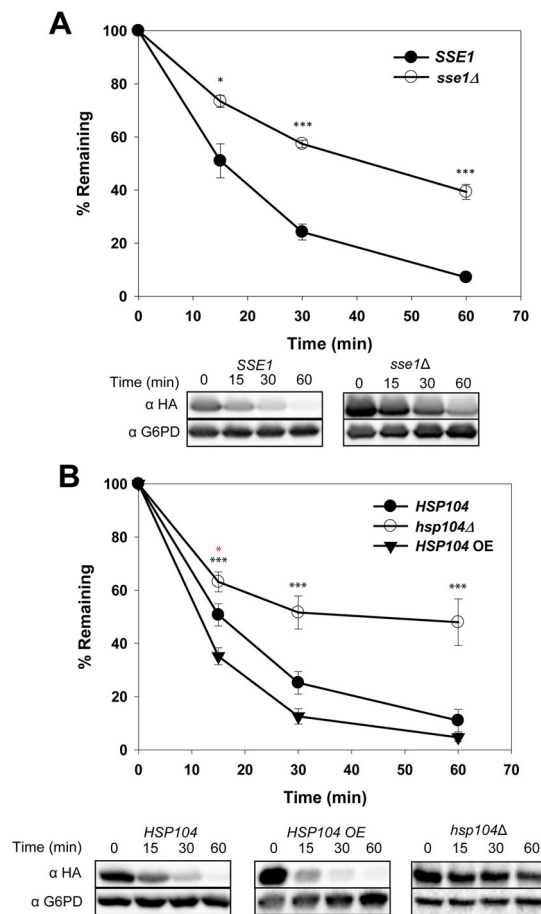 A
100
80
60
40
20
0
% Remaining
SSE1
sse1Δ
*
***
***
0 10 20 30 40 50 60 70
Time (min)
SSE1 sse1Δ
Time (min) 0 15 30 60 0 15 30 60
α HA
α G6PD
B
100
80
60
40
20
0
% Remaining
HSP104
hsp104Δ
HSP104 OE
*
***
***
***
0 10 20 30 40 50 60 70
Time (min)
HSP104 HSP104 OE hsp104Δ
Time (min) 0 15 30 60 0 15 30 60 0 15 30 60
α HA
α G6PD